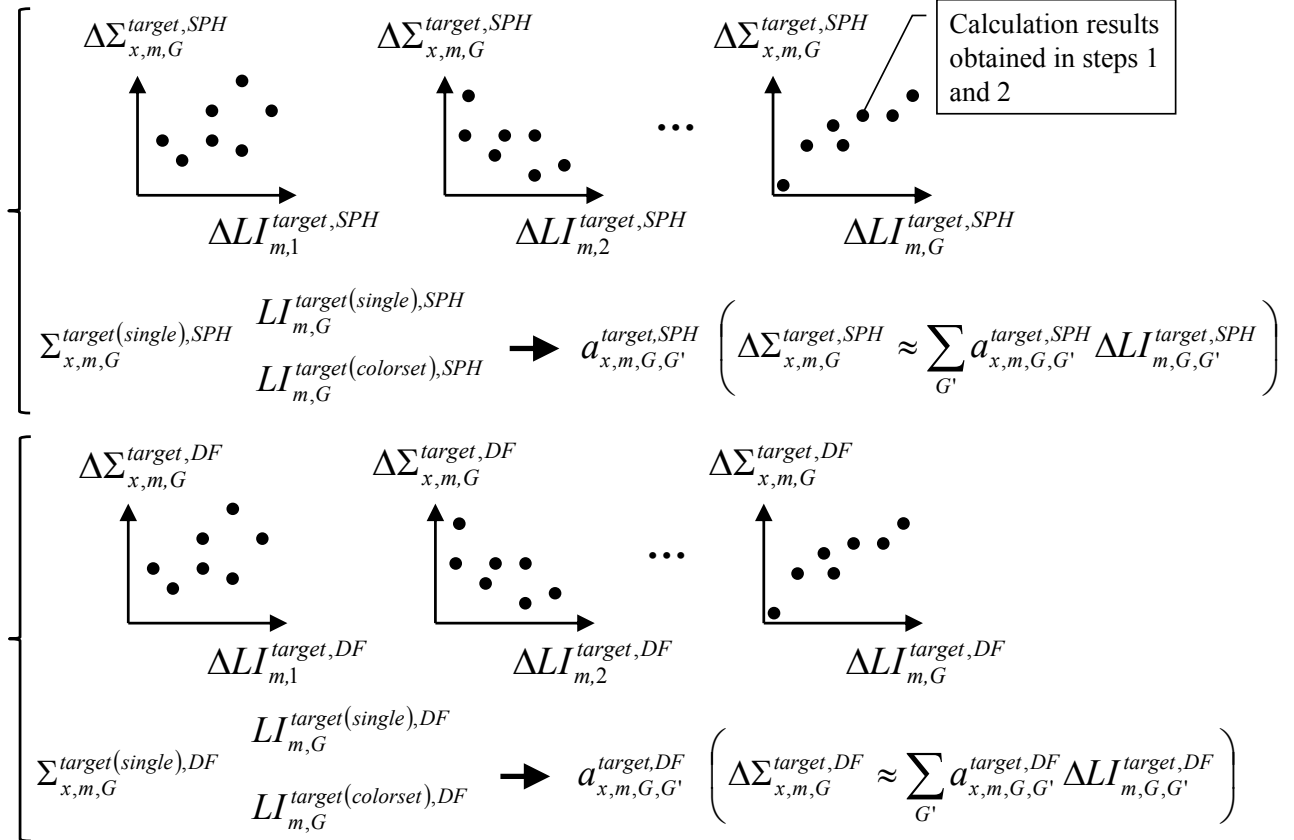 ΔΣ_{x,m,G}^{target,SPH} ΔΣ_{x,m,G}^{target,SPH} ΔΣ_{x,m,G}^{target,SPH}
Calculation results
obtained in steps 1
and 2
•••
ΔLI_{m,1}^{target,SPH} ΔLI_{m,2}^{target,SPH} ΔLI_{m,G}^{target,SPH}
LI_{m,G}^{target(single),SPH}
Σ_{x,m,G}^{target(single),SPH} → a_{x,m,G,G'}^{target,SPH} (ΔΣ_{x,m,G}^{target,SPH} ≈ ∑_{G'} a_{x,m,G,G'}^{target,SPH} ΔLI_{m,G,G'}^{target,SPH})
LI_{m,G}^{target(colorset),SPH}
ΔΣ_{x,m,G}^{target,DF} ΔΣ_{x,m,G}^{target,DF} ΔΣ_{x,m,G}^{target,DF}
•••
ΔLI_{m,1}^{target,DF} ΔLI_{m,2}^{target,DF} ΔLI_{m,G}^{target,DF}
LI_{m,G}^{target(single),DF}
Σ_{x,m,G}^{target(single),DF} → a_{x,m,G,G'}^{target,DF} (ΔΣ_{x,m,G}^{target,DF} ≈ ∑_{G'} a_{x,m,G,G'}^{target,DF} ΔLI_{m,G,G'}^{target,DF})
LI_{m,G}^{target(colorset),DF}